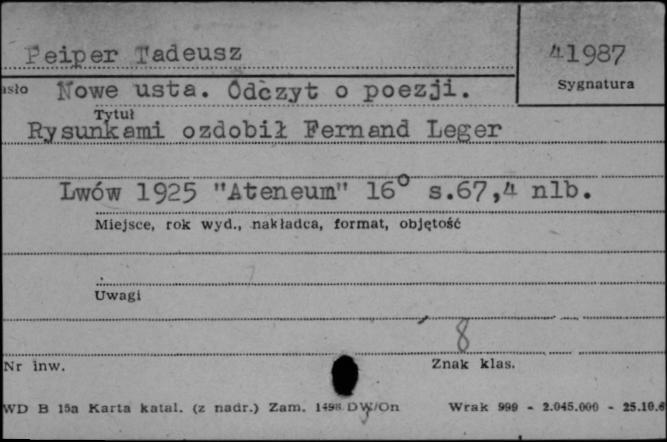 Peiper Tadeusz
41987
Sygnatura
asło Nowe usta. Odczyt o poezji.
Tytuł
Rysunkami ozdobił Fernand Leger
Lwów 1925 "Ateneum" 16° s.67,4 nlb.
Miejsce, rok wyd., nakładca, format, objętość
Uwagi
8
Nr inw.
Znak klas.
WD B 15a Karta katal. (z nadr.) Zam. 1498 DW/On Wrak 999 - 2.045.000 - 25.10.6